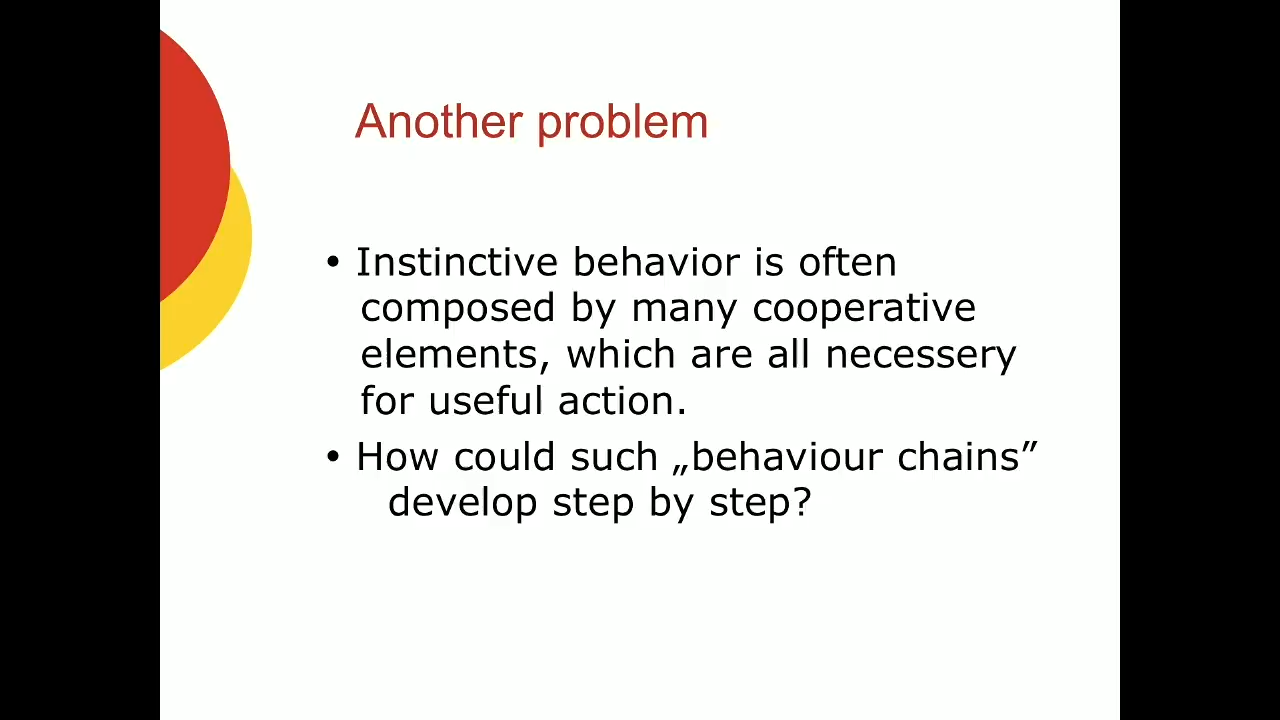 Another problem
• Instinctive behavior is often
composed by many cooperative
elements, which are all necessery
for useful action.
• How could such „behaviour chains”
develop step by step?